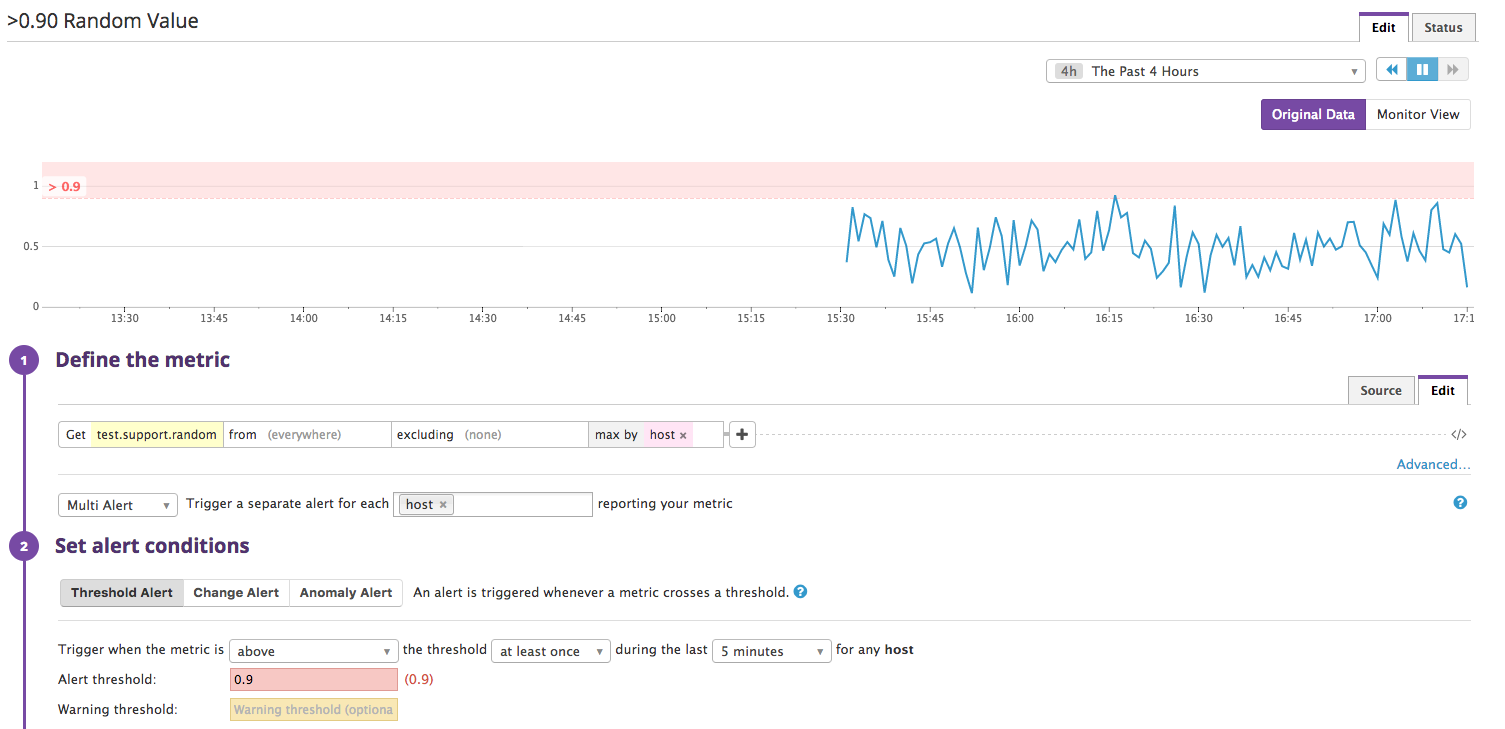 >0.90 Random Value
Edit Status
4h The Past 4 Hours
Original Data Monitor View
1 > 0.9
0.5
0
13:30 13:45 14:00 14:15 14:30 14:45 15:00 15:15 15:30 15:45 16:00 16:15 16:30 16:45 17:00 17:1
1 Define the metric
Source Edit
Get test.support.random from (everywhere) excluding (none) max by host × + </>
Advanced...
Multi Alert Trigger a separate alert for each host × reporting your metric ?
2 Set alert conditions
Threshold Alert Change Alert Anomaly Alert An alert is triggered whenever a metric crosses a threshold. ?
Trigger when the metric is above the threshold at least once during the last 5 minutes for any host
Alert threshold: 0.9 (0.9)
Warning threshold: Warning threshold (optiona